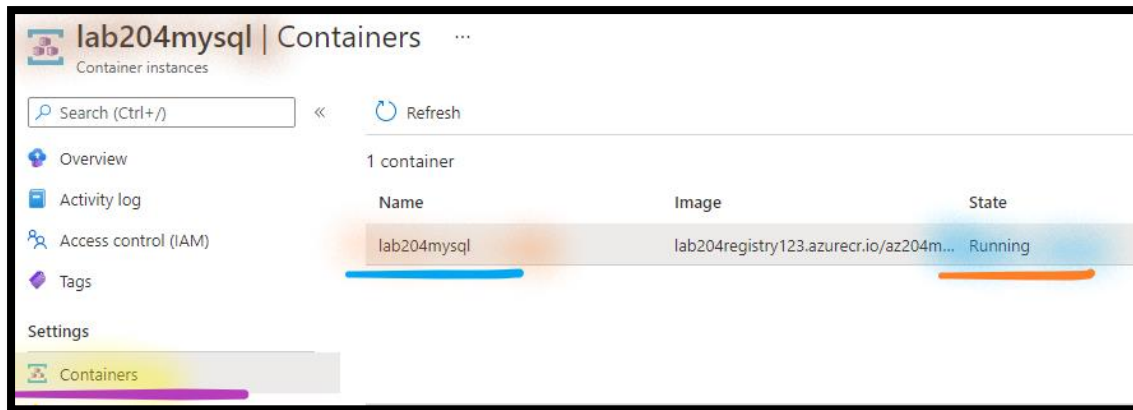 lab204mysql | Containers ...
Container instances
Search (Ctrl+/)
«
Refresh
Overview
Activity log
Access control (IAM)
Tags
Settings
Containers
1 container
Name Image State
lab204mysql lab204registry123.azurecr.io/az204m... Running